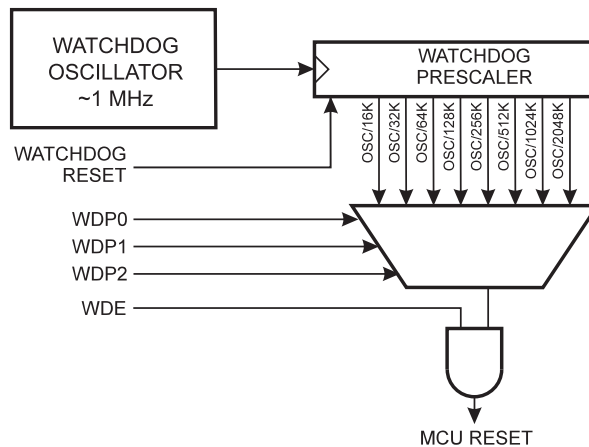 WATCHDOG
OSCILLATOR
~1 MHz
WATCHDOG
PRESCALER
WATCHDOG
RESET
OSC/16K
OSC/32K
OSC/64K
OSC/128K
OSC/256K
OSC/512K
OSC/1024K
OSC/2048K
WDP0
WDP1
WDP2
WDE
MCU RESET